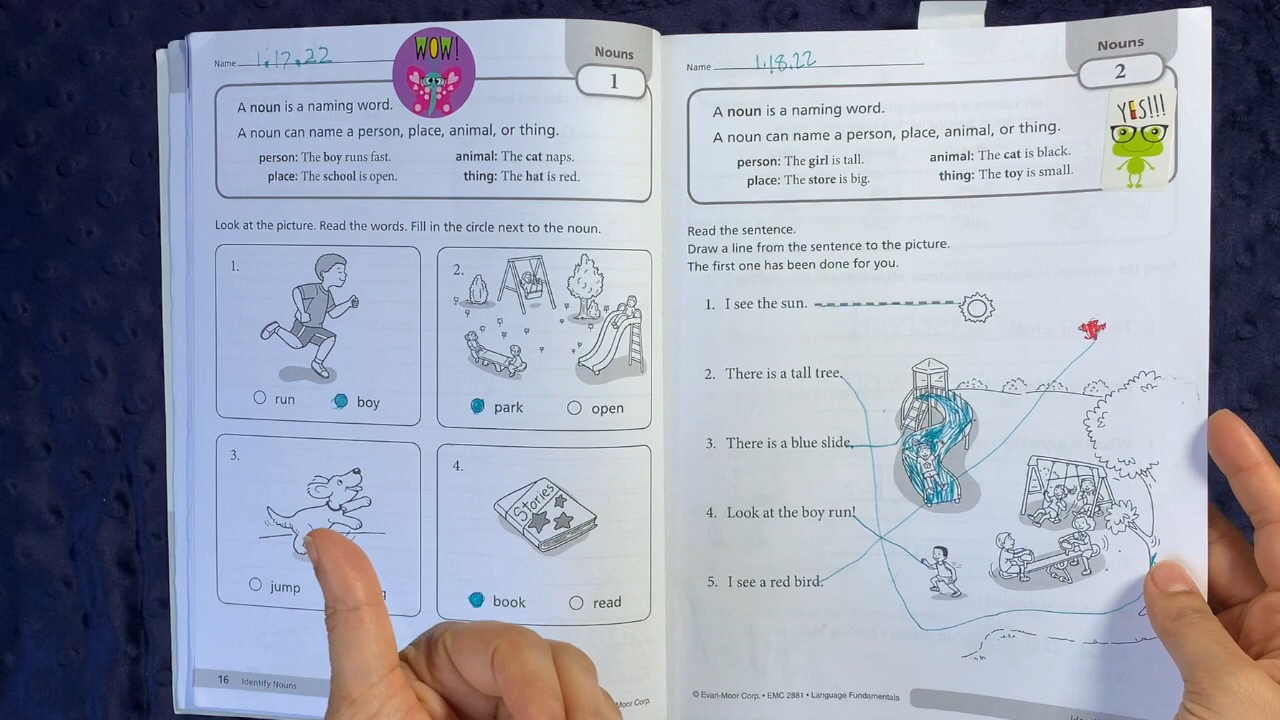 Name 1.17.22
WOW!
Nouns
1
A noun is a naming word.
A noun can name a person, place, animal, or thing.
person: The boy runs fast. animal: The cat naps.
place: The school is open. thing: The hat is red.
Look at the picture. Read the words. Fill in the circle next to the noun.
1.
run boy
2.
park open
3.
jump
4.
Stories
book read
16 Identify Nouns
Moor Corp.
Name 1.18.22
Nouns
2
YES!!!
A noun is a naming word.
A noun can name a person, place, animal, or thing.
person: The girl is tall. animal: The cat is black.
place: The store is big. thing: The toy is small.
Read the sentence.
Draw a line from the sentence to the picture.
The first one has been done for you.
1. I see the sun.
2. There is a tall tree.
3. There is a blue slide.
4. Look at the boy run!
5. I see a red bird.
© Evan-Moor Corp. • EMC 2881 • Language Fundamentals